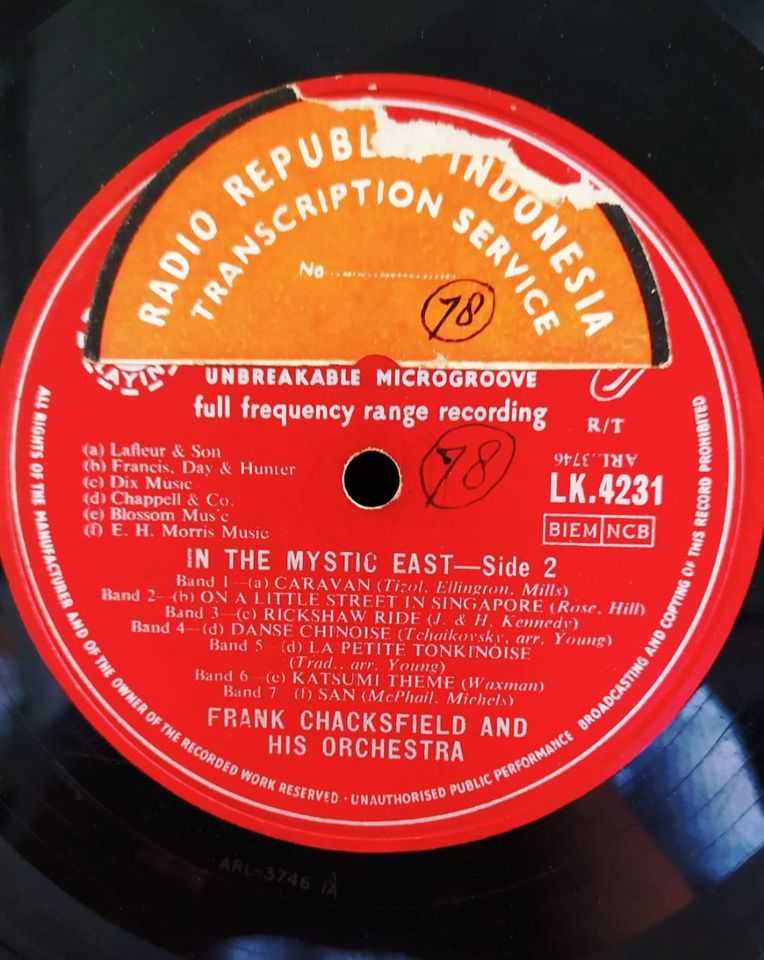 RADIO REPUBL INDONESIA
TRANSCRIPTION SERVICE
No.
78
UNBREAKABLE MICROGROOVE
full frequency range recording
R/T
ARL.3746
78
LK.4231
BIEM NCB
(a) Lafleur & Son
(b) Francis, Day & Hunter
(c) Dix Music
(d) Chappell & Co.
(e) Blossom Music
(f) E. H. Morris Music
IN THE MYSTIC EAST—Side 2
Band 1—(a) CARAVAN (Tizol, Ellington, Mills)
Band 2—(b) ON A LITTLE STREET IN SINGAPORE (Rose, Hill)
Band 3—(c) RICKSHAW RIDE (J. & H. Kennedy)
Band 4—(d) DANSE CHINOISE (Tchaikovsky, arr. Young)
Band 5—(d) LA PETITE TONKINOISE
(Trad., arr. Young)
Band 6—(e) KATSUMI THEME (Waxman)
Band 7—(f) SAN (McPhail, Michels)
FRANK CHACKSFIELD AND
HIS ORCHESTRA
ALL RIGHTS OF THE MANUFACTURER AND OF THE OWNER OF THE RECORDED WORK RESERVED · UNAUTHORISED PUBLIC PERFORMANCE BROADCASTING AND COPYING OF THIS RECORD PROHIBITED
ARL-3746